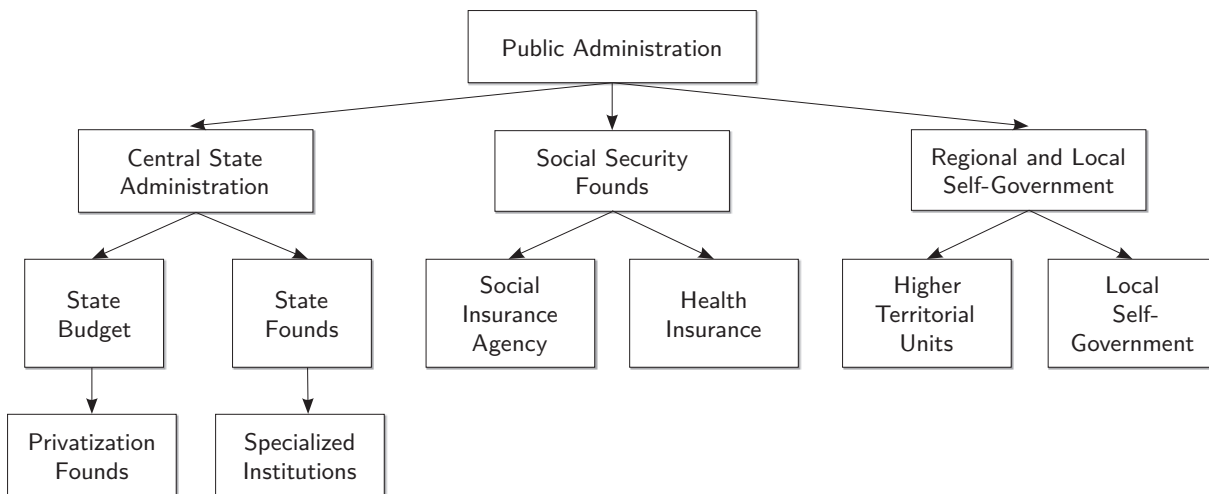 Public Administration
Central State
Administration
Social Security
Founds
Regional and Local
Self-Government
State
Budget
State
Founds
Social
Insurance
Agency
Health
Insurance
Higher
Territorial
Units
Local
Self-
Government
Privatization
Founds
Specialized
Institutions